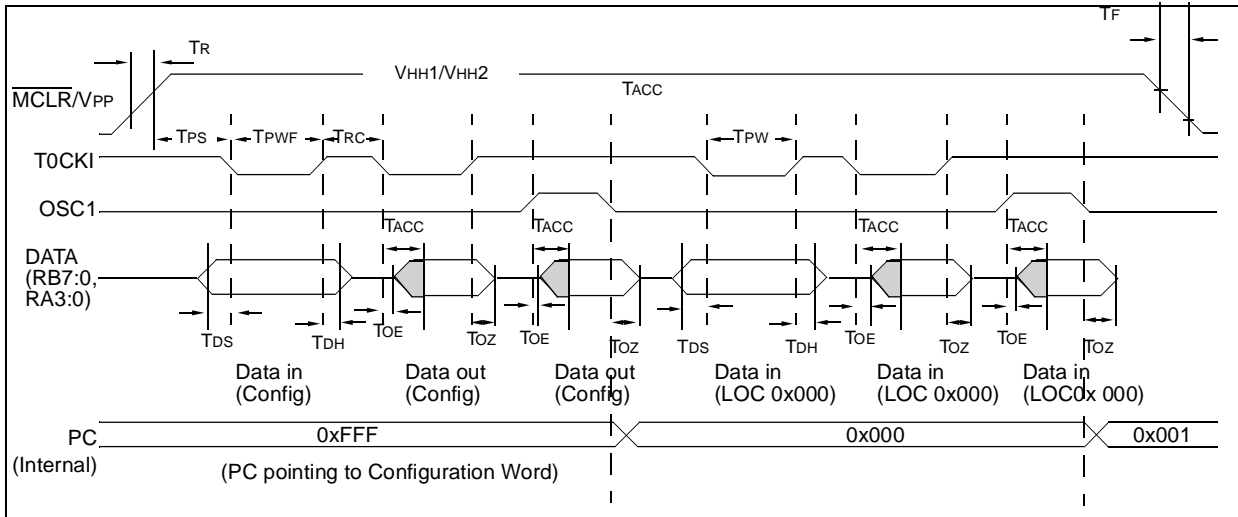 TR
TF
VHH1/VHH2
TACC
MCLR/VPP
TPS TPWF TRC TPW
T0CKI
OSC1
TACC TACC TACC TACC
DATA
(RB7:0,
RA3:0)
TDS TDH TOE TOZ TOE TOZ TDS TDH TOE TOZ TOE TOZ
Data in
(Config)
Data out
(Config)
Data out
(Config)
Data in
(LOC 0x000)
Data in
(LOC 0x000)
Data in
(LOC0x 000)
PC
(Internal)
0xFFF 0x000 0x001
(PC pointing to Configuration Word)